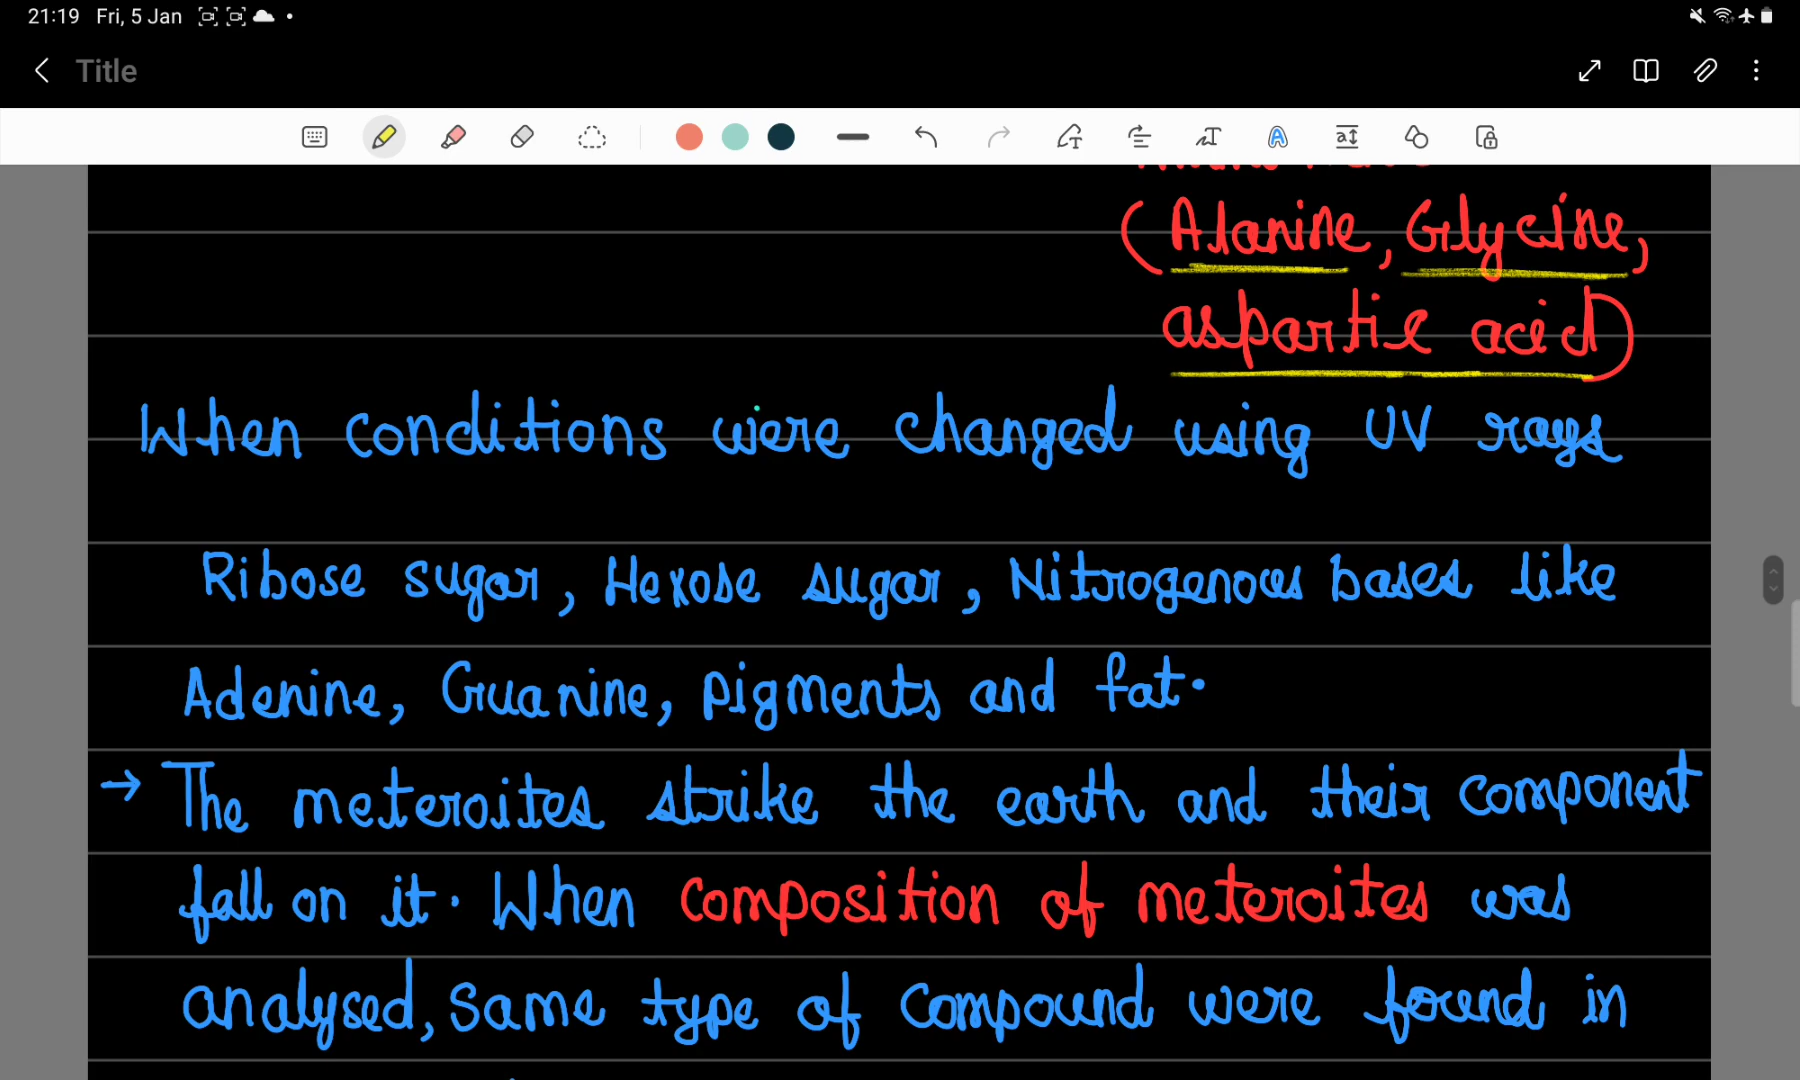 21:19 Fri, 5 Jan
Title
(Alanine, Glycine,
aspartic acid)
When conditions were changed using UV rays
Ribose sugar, Hexose sugar, Nitrogenous bases like
Adenine, Guanine, pigments and fat.
→ The meteroites strike the earth and their component
fall on it. When composition of meteroites was
analysed, same type of compound were found in